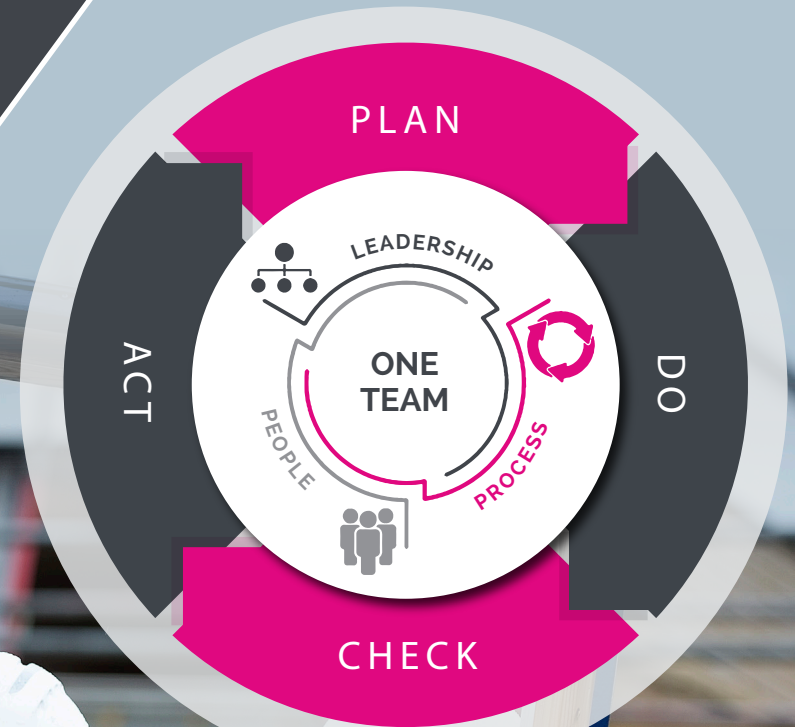 PLAN
DO
CHECK
ACT
LEADERSHIP
PROCESS
PEOPLE
ONE
TEAM